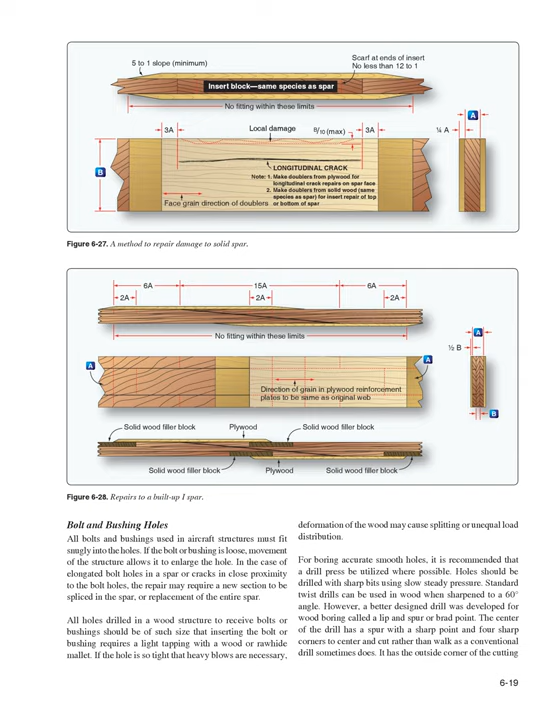 5 to 1 slope (minimum)
Scarf at ends of insert
No less than 12 to 1
Insert block—same species as spar
No fitting within these limits
A
3A
Local damage
B/10 (max)
3A
¼ A
B
LONGITUDINAL CRACK
Note: 1. Make doublers from plywood for
longitudinal crack repairs on spar face
2. Make doublers from solid wood (same
species as spar) for insert repair of top
or bottom of spar
Face grain direction of doublers
Figure 6-27. A method to repair damage to solid spar.
6A
15A
6A
2A
2A
2A
No fitting within these limits
A
½ B
A
A
Direction of grain in plywood reinforcement
plates to be same as original web
B
Solid wood filler block
Plywood
Solid wood filler block
Solid wood filler block
Plywood
Solid wood filler block
Figure 6-28. Repairs to a built-up I spar.
Bolt and Bushing Holes
All bolts and bushings used in aircraft structures must fit
snugly into the holes. If the bolt or bushing is loose, movement
of the structure allows it to enlarge the hole. In the case of
elongated bolt holes in a spar or cracks in close proximity
to the bolt holes, the repair may require a new section to be
spliced in the spar, or replacement of the entire spar.
All holes drilled in a wood structure to receive bolts or
bushings should be of such size that inserting the bolt or
bushing requires a light tapping with a wood or rawhide
mallet. If the hole is so tight that heavy blows are necessary,
deformation of the wood may cause splitting or unequal load
distribution.
For boring accurate smooth holes, it is recommended that
a drill press be utilized where possible. Holes should be
drilled with sharp bits using slow steady pressure. Standard
twist drills can be used in wood when sharpened to a 60°
angle. However, a better designed drill was developed for
wood boring called a lip and spur or brad point. The center
of the drill has a spur with a sharp point and four sharp
corners to center and cut rather than walk as a conventional
drill sometimes does. It has the outside corner of the cutting
6-19